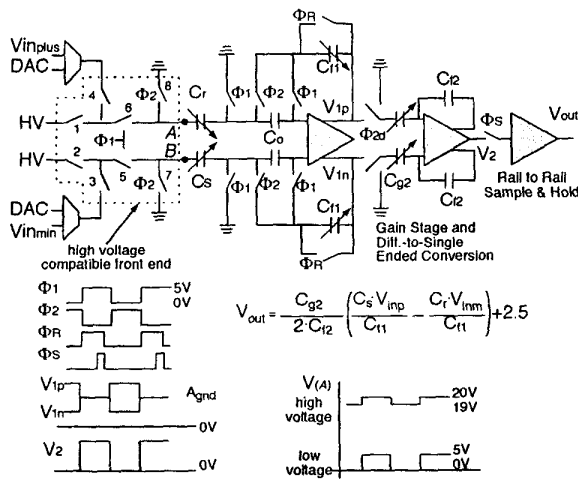 Vinplus
DAC
HV
HV
DAC
Vinmin
4
1
6
Φ1
2
5
3
Φ2
8
A
B
Φ2
7
Cr
Cs
Φ1
Φ2
Φ1
Co
Φ1
Φ2
Φ1
ΦR
Cf1
V1p
V1n
Cf1
ΦR
Φ2d
Cg2
Cf2
Cf2
V2
ΦS
Vout
Rail to Rail
Sample & Hold
Gain Stage and
Diff.-to-Single
Ended Conversion
high voltage
compatible front end
Φ1
5V
0V
Φ2
ΦR
ΦS
V1p
V1n
Agnd
0V
V2
0V
Vout = Cg2 / 2·Cf2 ( Cs·Vinp / Cf1 − Cr·Vinm / Cf1 ) +2.5
V(A)
high
voltage
20V
19V
low
voltage
5V
0V